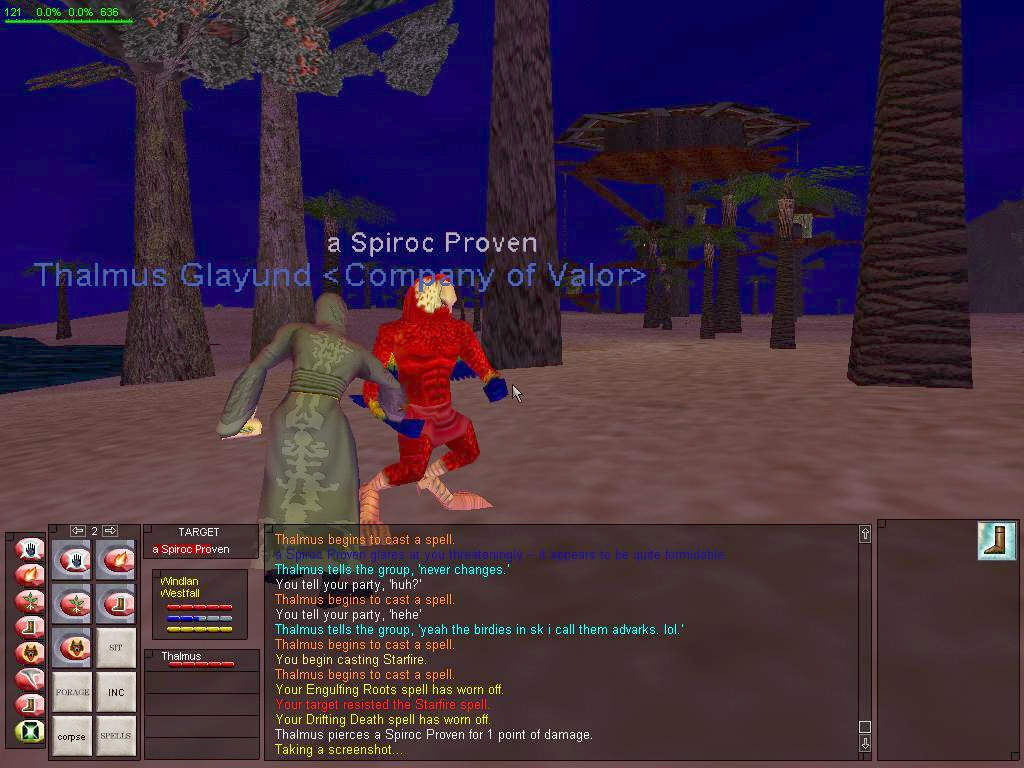 121 0.0% 0.0% 636
a Spiroc Proven
Thalmus Glayund <Company of Valor>
2
TARGET
a Spiroc Proven
Windlan
Westfall
Thalmus
SIT
FORAGE
INC
corpse
SPELLS
Thalmus begins to cast a spell.
a Spiroc Proven glares at you threateningly -- it appears to be quite formidable.
Thalmus tells the group, 'never changes.'
You tell your party, 'huh?'
Thalmus begins to cast a spell.
You tell your party, 'hehe'
Thalmus tells the group, 'yeah the birdies in sk i call them advarks. lol.'
Thalmus begins to cast a spell.
You begin casting Starfire.
Thalmus begins to cast a spell.
Your Engulfing Roots spell has worn off.
Your target resisted the Starfire spell.
Your Drifting Death spell has worn off.
Thalmus pierces a Spiroc Proven for 1 point of damage.
Taking a screenshot...